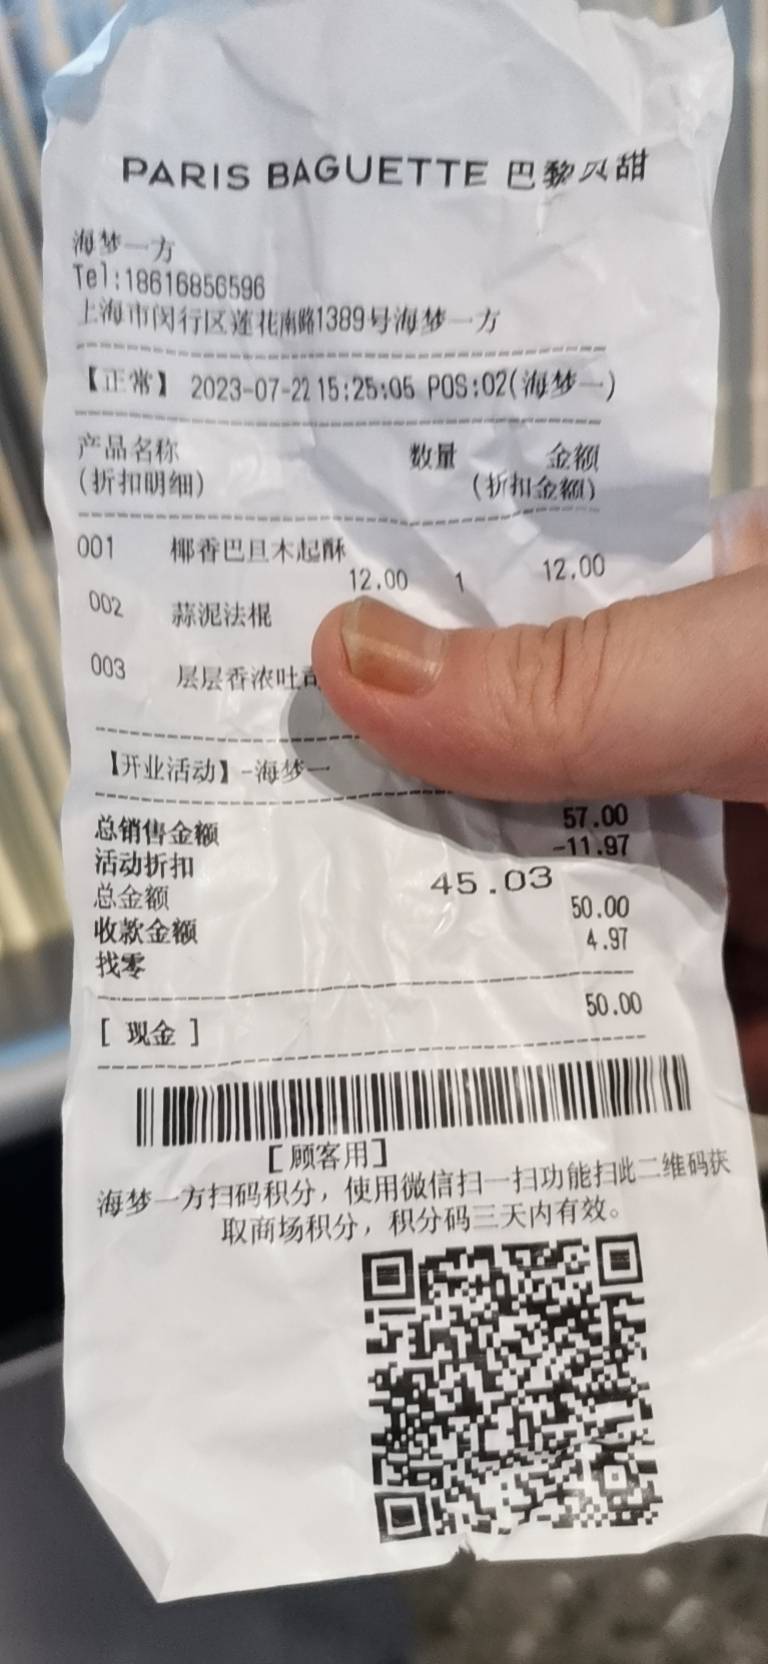 PARIS BAGUETTE 巴黎贝甜
海梦一方
Tel:18616856596
上海市闵行区莲花南路1389号海梦一方
【正常】 2023-07-22 15:25:05 POS:02(海梦一)
产品名称 数量 金额
(折扣明细) (折扣金额)
001 椰香巴旦木起酥
12.00 1 12.00
002 蒜泥法棍
003 层层香浓吐司
【开业活动】-海梦一
总销售金额 57.00
活动折扣 -11.97
总金额 45.03
收款金额 50.00
找零 4.97
[ 现金 ] 50.00
[顾客用]
海梦一方扫码积分，使用微信扫一扫功能扫此二维码获
取商场积分，积分码三天内有效。